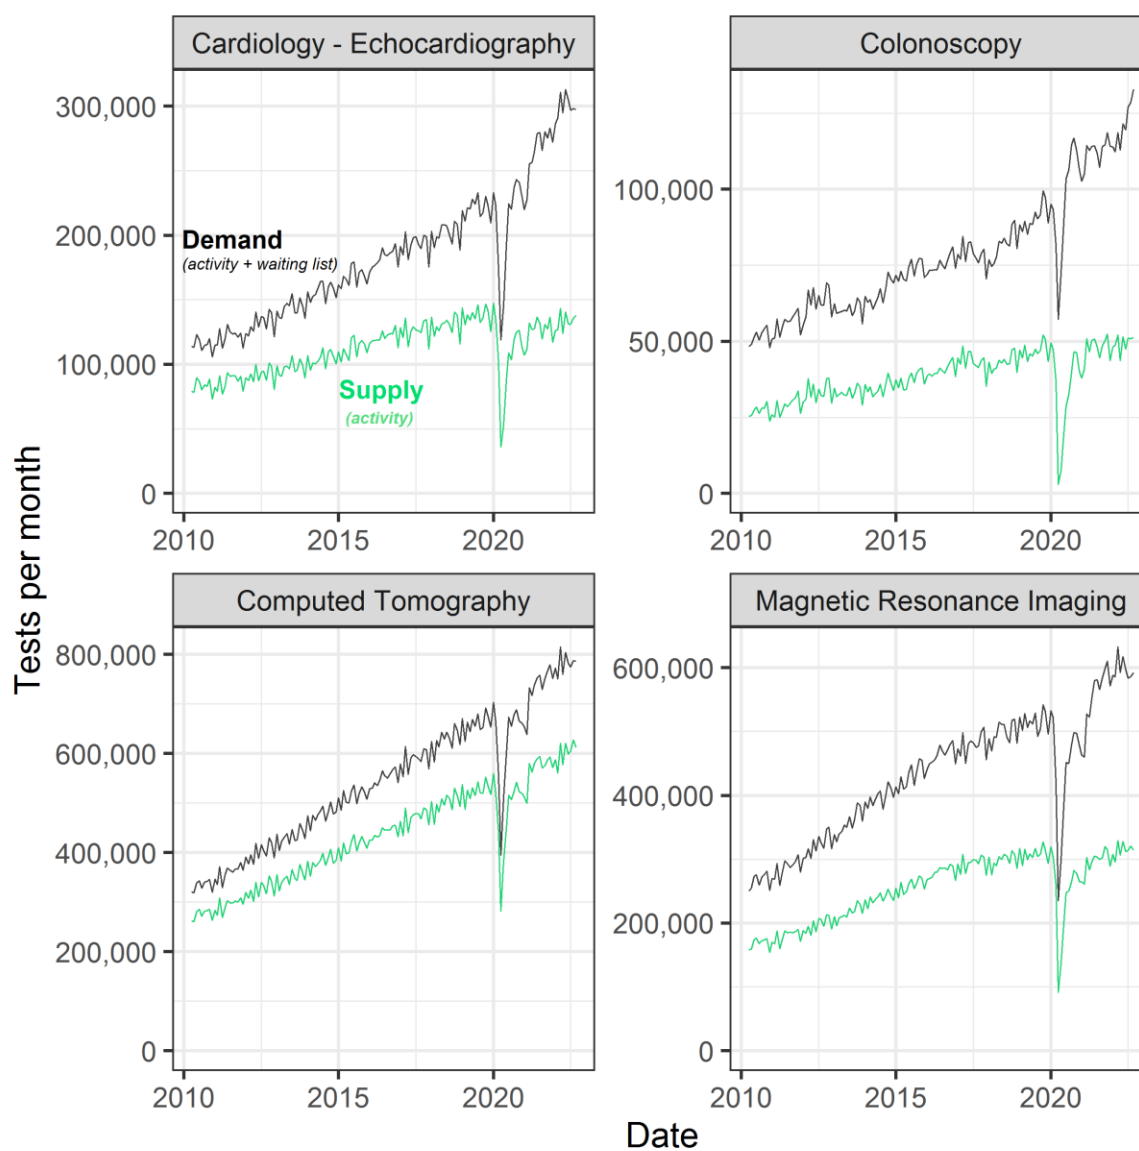 Cardiology - Echocardiography
300,000
200,000
100,000
0
Demand
(activity + waiting list)
Supply
(activity)
2010 2015 2020
Colonoscopy
100,000
50,000
0
2010 2015 2020
Computed Tomography
800,000
600,000
400,000
200,000
0
2010 2015 2020
Magnetic Resonance Imaging
600,000
400,000
200,000
0
2010 2015 2020
Tests per month
Date